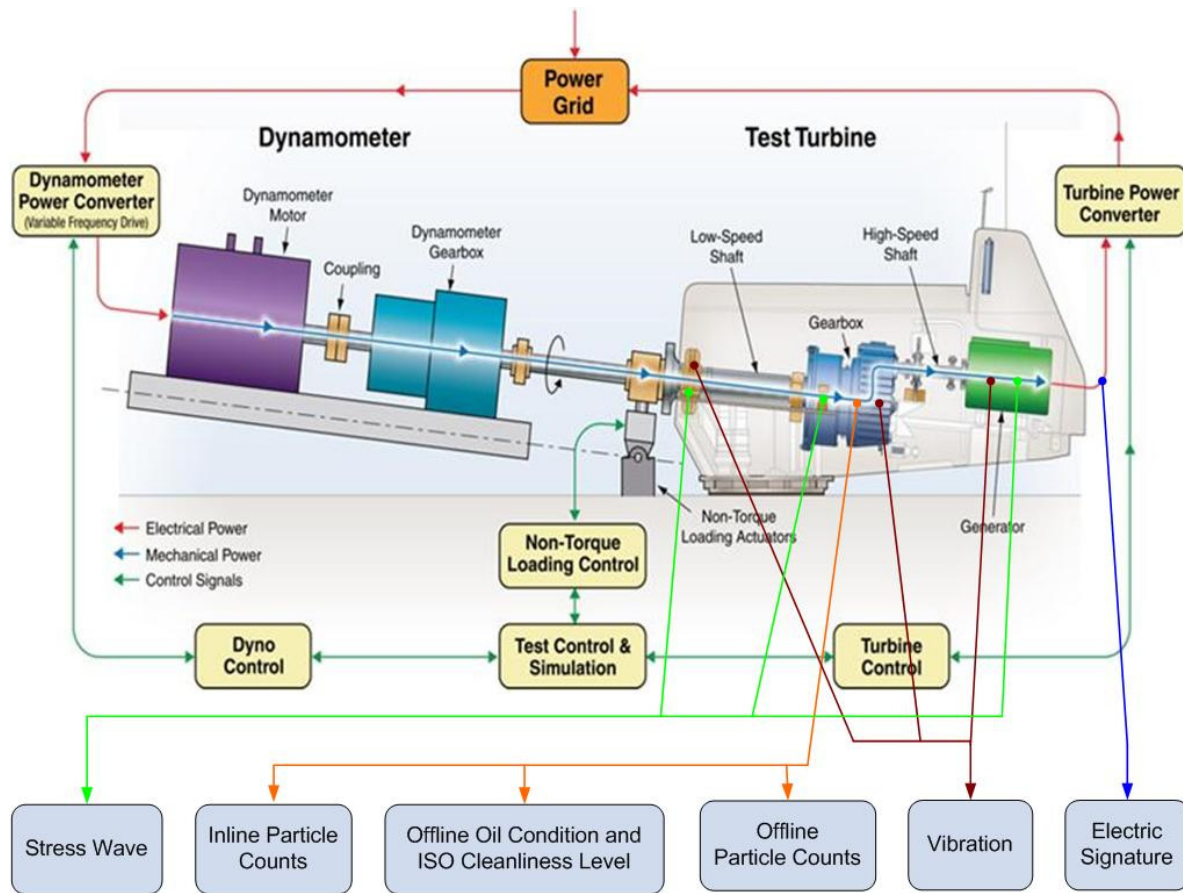 Power
Grid
Dynamometer
Test Turbine
Dynamometer
Power Converter
(Variable Frequency Drive)
Turbine Power
Converter
Dynamometer
Motor
Dynamometer
Gearbox
Coupling
Low-Speed
Shaft
High-Speed
Shaft
Gearbox
Non-Torque
Loading Actuators
Generator
Electrical Power
Mechanical Power
Control Signals
Non-Torque
Loading Control
Dyno
Control
Test Control &
Simulation
Turbine
Control
Stress Wave
Inline Particle
Counts
Offline Oil Condition and
ISO Cleanliness Level
Offline
Particle Counts
Vibration
Electric
Signature